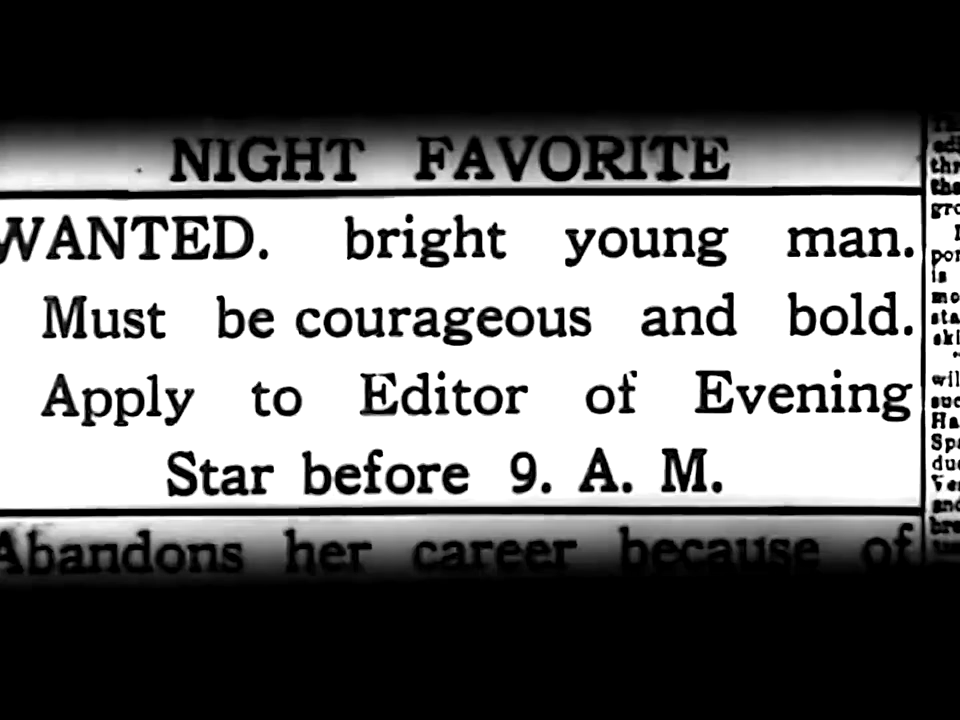 NIGHT FAVORITE
WANTED. bright young man.
Must be courageous and bold.
Apply to Editor of Evening
Star before 9. A. M.
Abandons her career because of